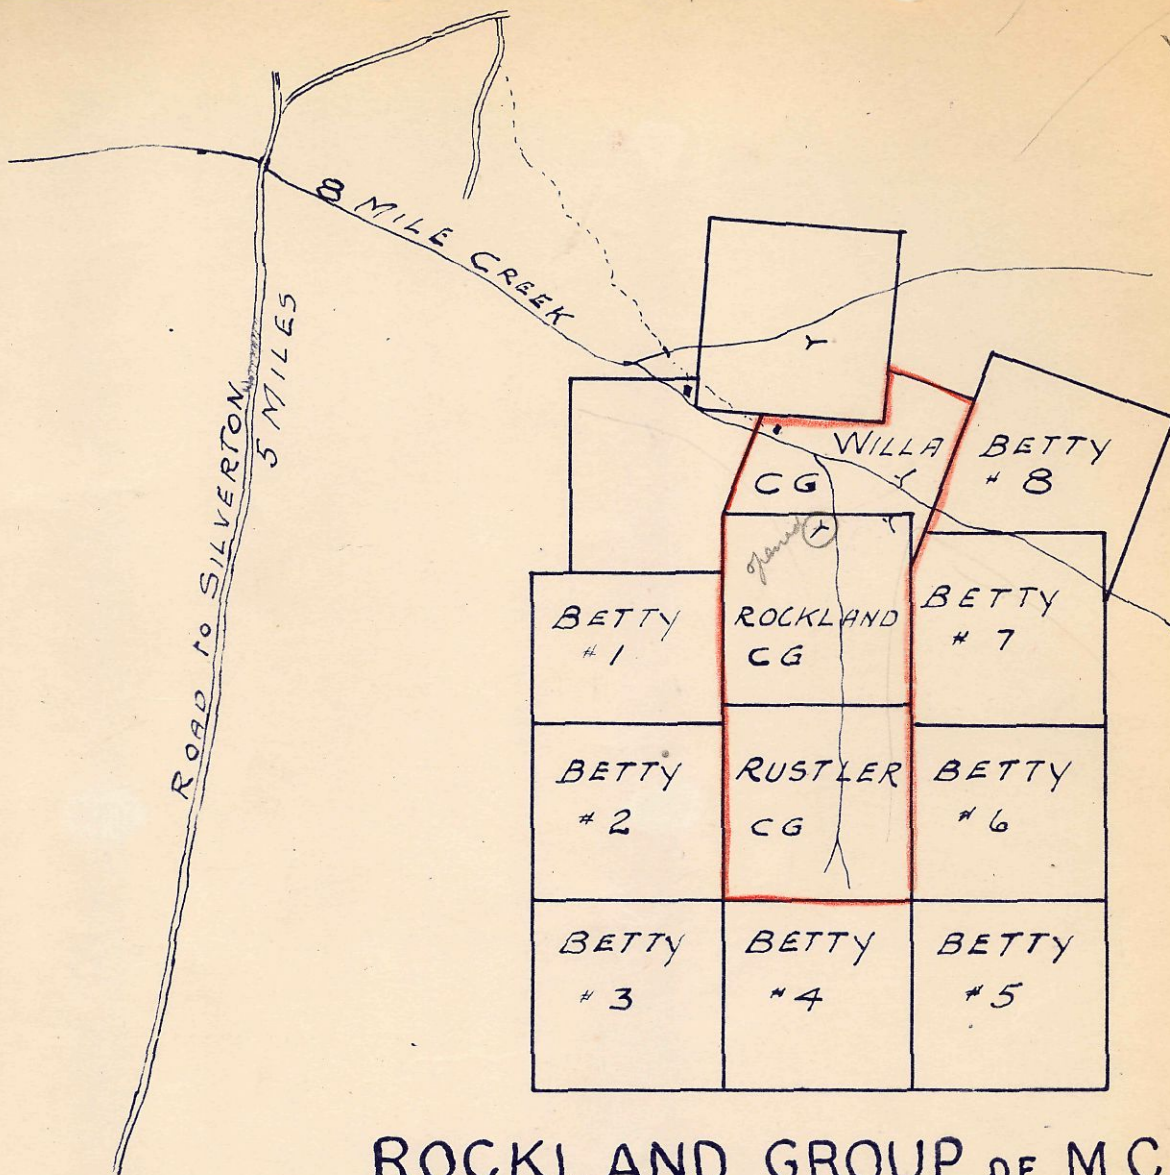 8 MILE CREEK
ROAD TO SILVERTON
5 MILES
WILLA
CG
BETTY
# 8
opened
ROCKLAND
CG
BETTY
# 1
BETTY
# 7
BETTY
# 2
RUSTLER
CG
BETTY
# 6
BETTY
# 3
BETTY
# 4
BETTY
# 5
ROCKLAND GROUP OF M.C.